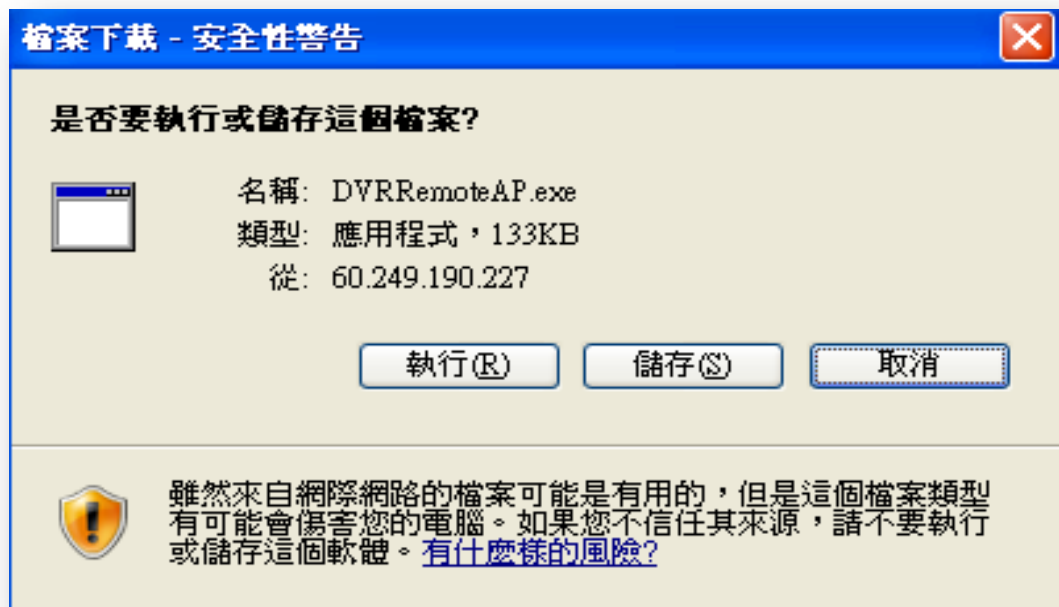 檔案下載 - 安全性警告
是否要執行或儲存這個檔案?
名稱: DVRRemoteAP.exe
類型: 應用程式，133KB
從: 60.249.190.227
執行(R) 儲存(S) 取消
雖然來自網際網路的檔案可能是有用的，但是這個檔案類型
有可能會傷害您的電腦。如果您不信任其來源，請不要執行
或儲存這個軟體。有什麼樣的風險?